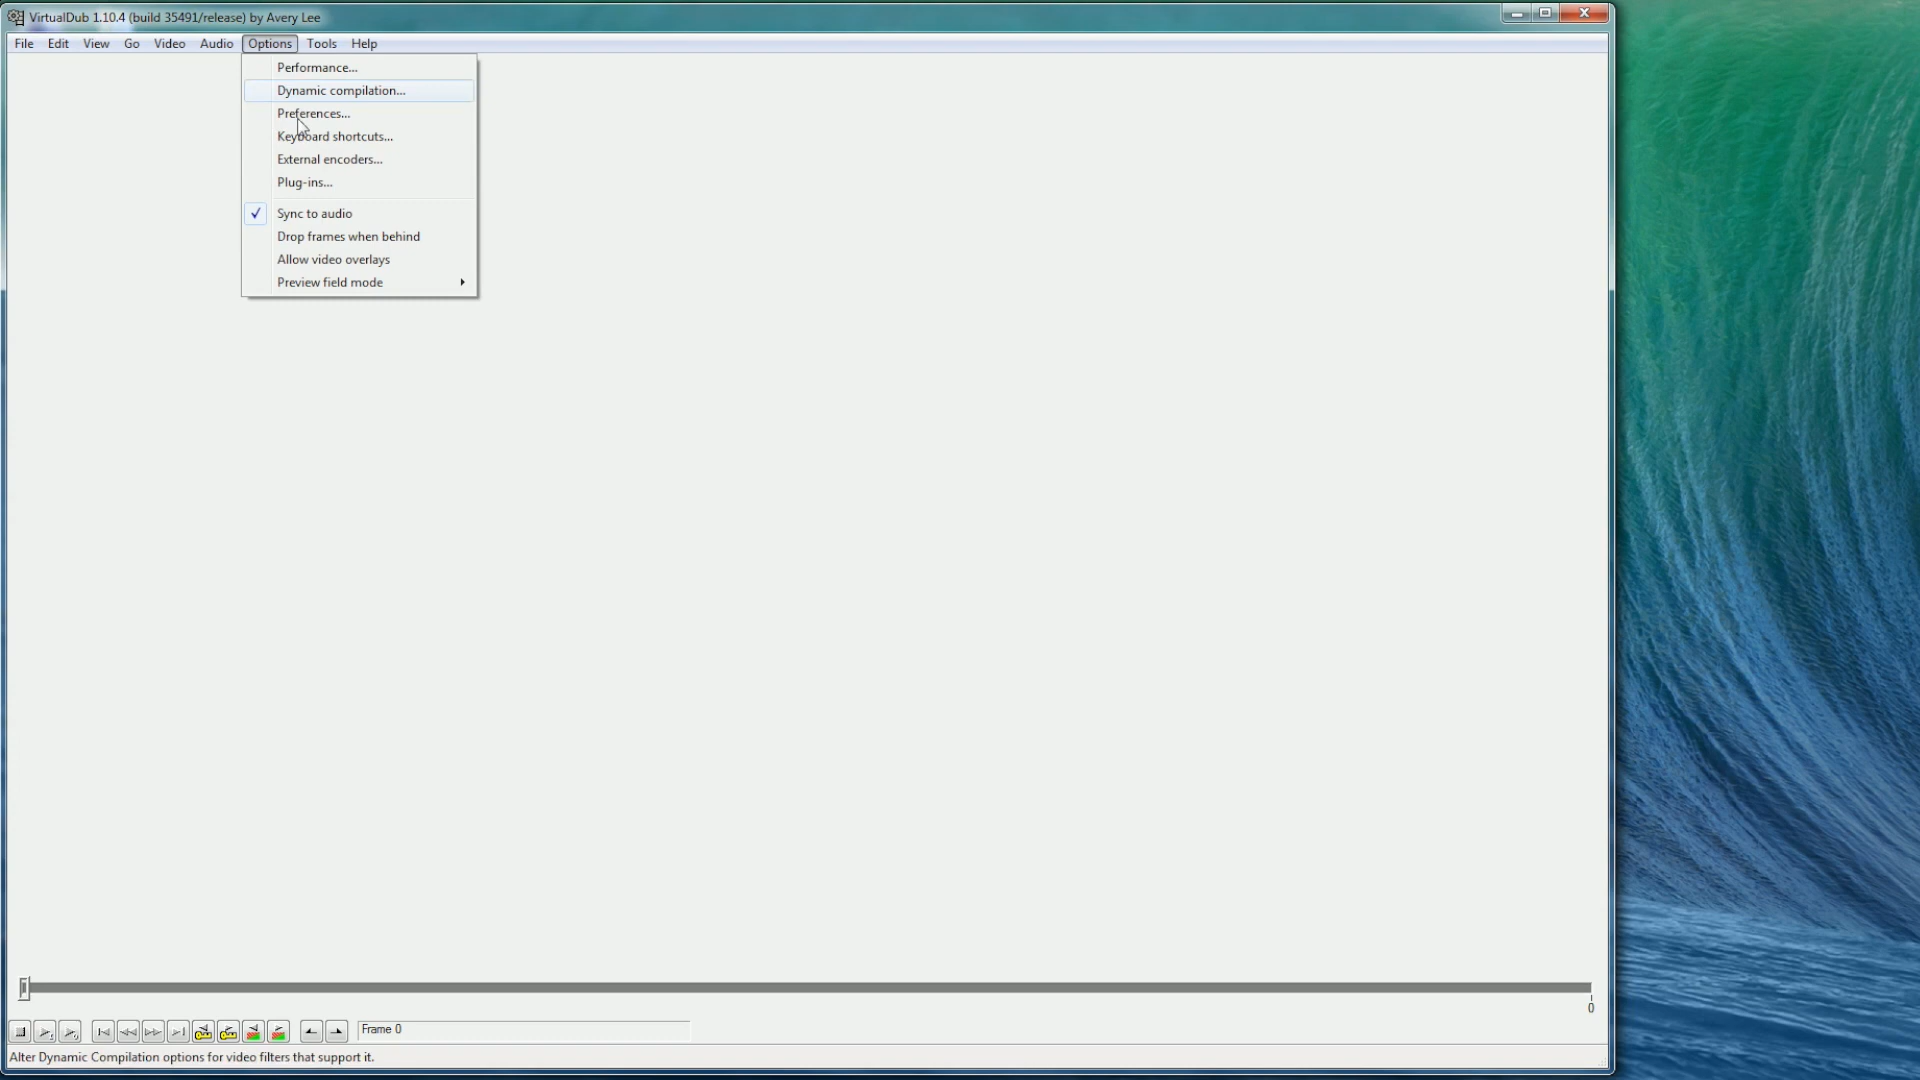 VirtualDub 1.10.4 (build 35491/release) by Avery Lee
File Edit View Go Video Audio Options Tools Help
Performance...
Dynamic compilation...
Preferences...
Keyboard shortcuts...
External encoders...
Plug-ins...
Sync to audio
Drop frames when behind
Allow video overlays
Preview field mode
0
Frame 0
Alter Dynamic Compilation options for video filters that support it.